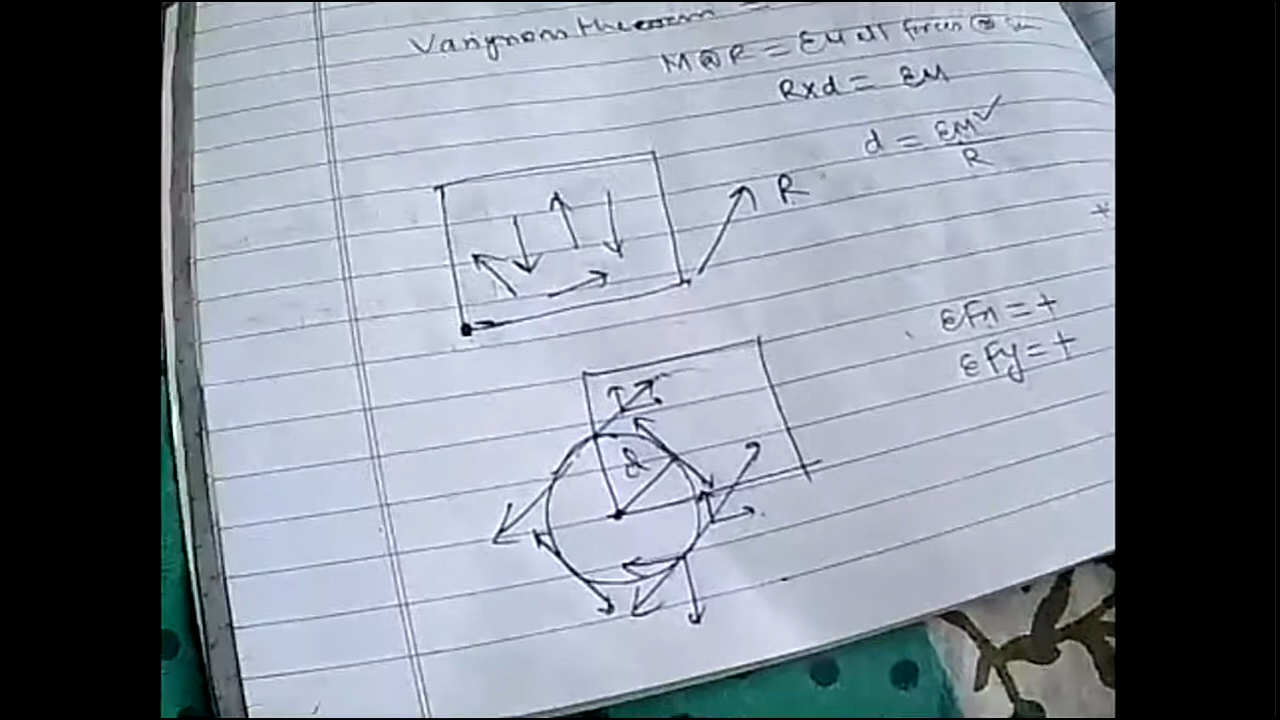 Varignons theorem =
M@R = ΣM all forces @
R×d = ΣM
d = ΣM ✓
R
R
*
ΣFx = +
ΣFy = +
d